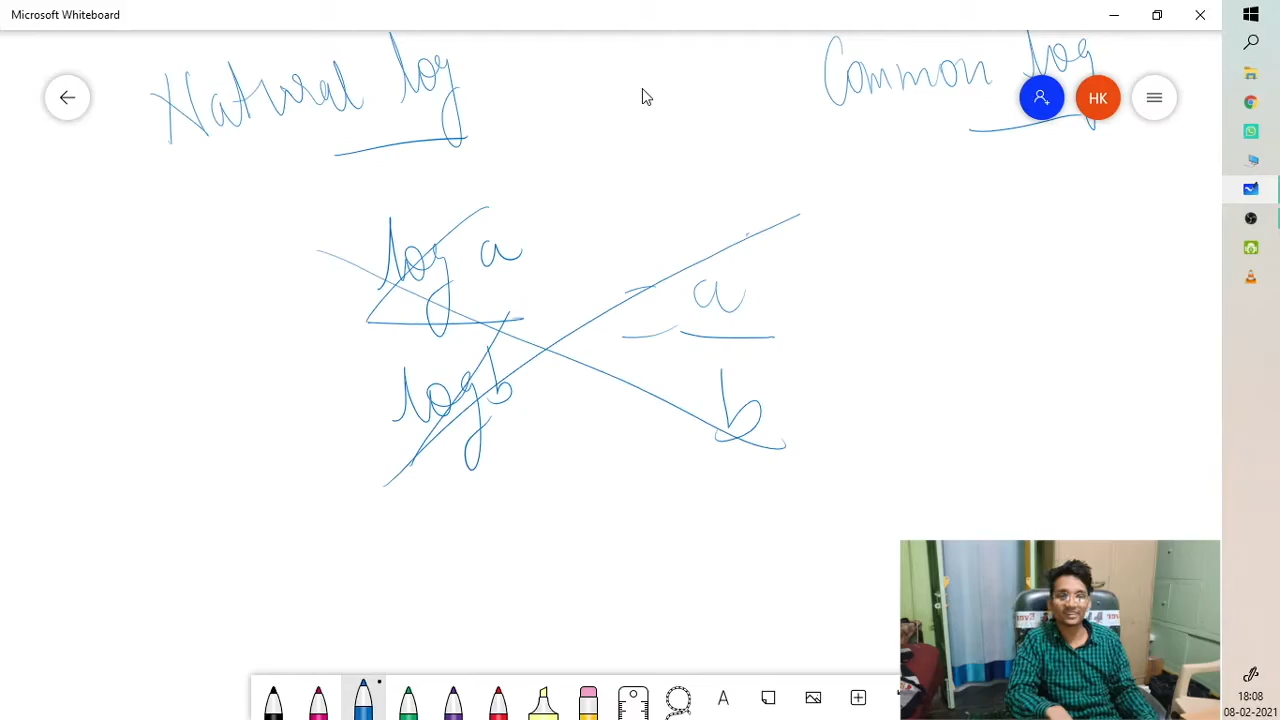 Microsoft Whiteboard
Natural log
Common log
HK
log a
= a
log b
b
A
18:08
08-02-2021